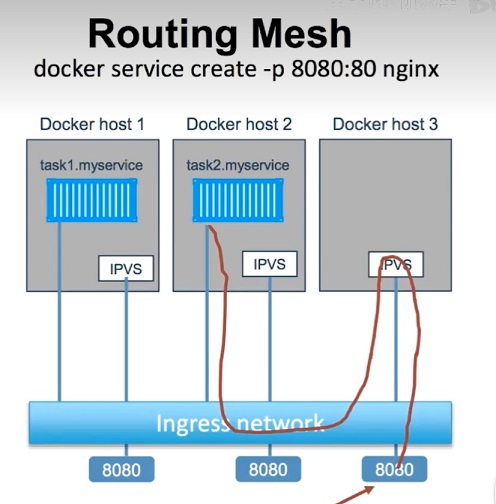 Routing Mesh
docker service create -p 8080:80 nginx
Docker host 1
Docker host 2
Docker host 3
task1.myservice
task2.myservice
IPVS
IPVS
IPVS
Ingress network
8080
8080
8080